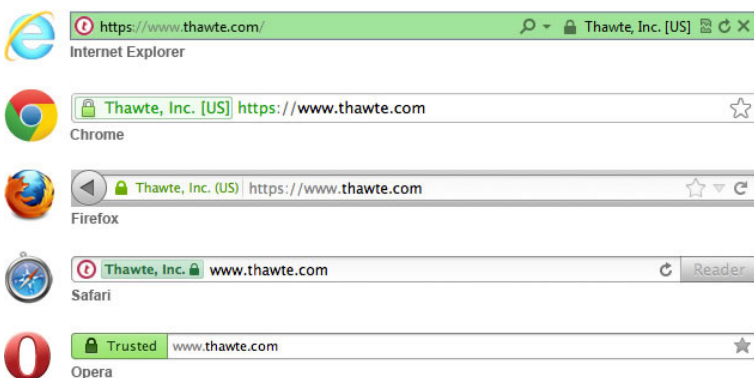 https://www.thawte.com/ Thawte, Inc. [US]
Internet Explorer
Thawte, Inc. [US] https://www.thawte.com
Chrome
Thawte, Inc. (US) https://www.thawte.com
Firefox
Thawte, Inc. www.thawte.com Reader
Safari
Trusted www.thawte.com
Opera